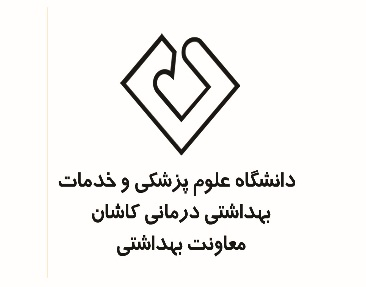 دانشگاه علوم پزشکی و خدمات
بهداشتی درمانی کاشان
معاونت بهداشتی